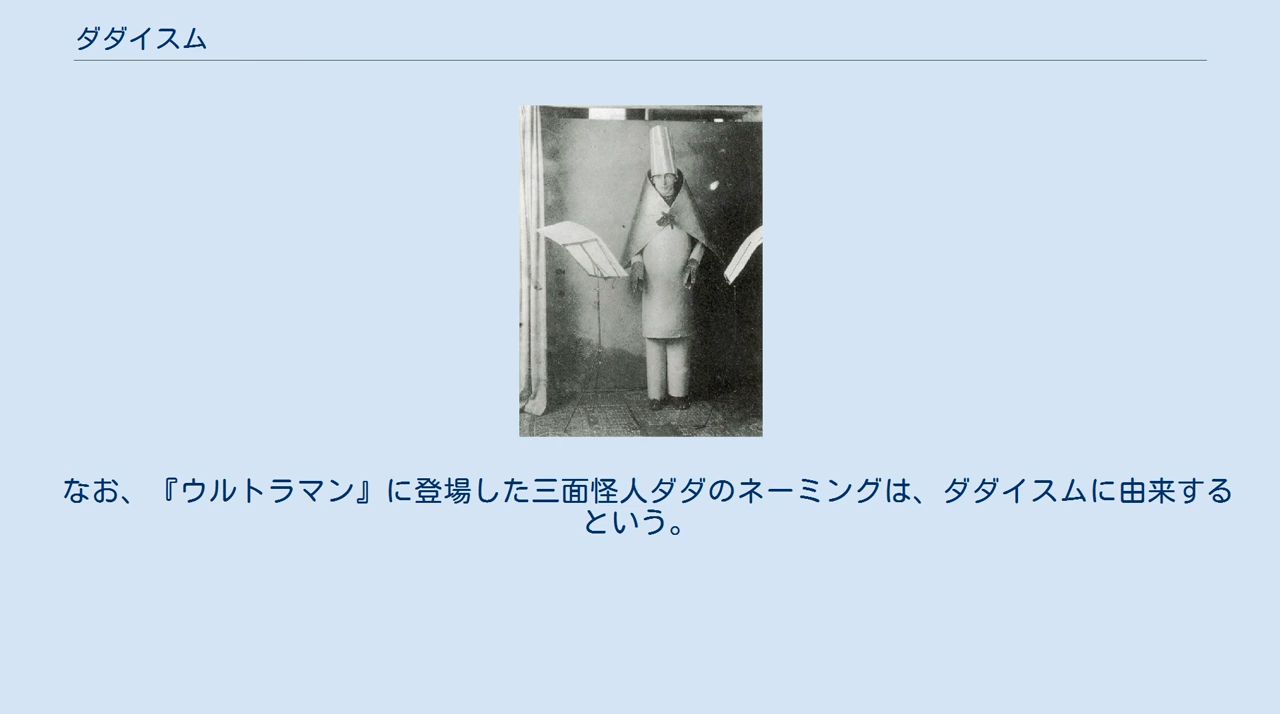 ダダイスム
なお、『ウルトラマン』に登場した三面怪人ダダのネーミングは、ダダイスムに由来する
という。